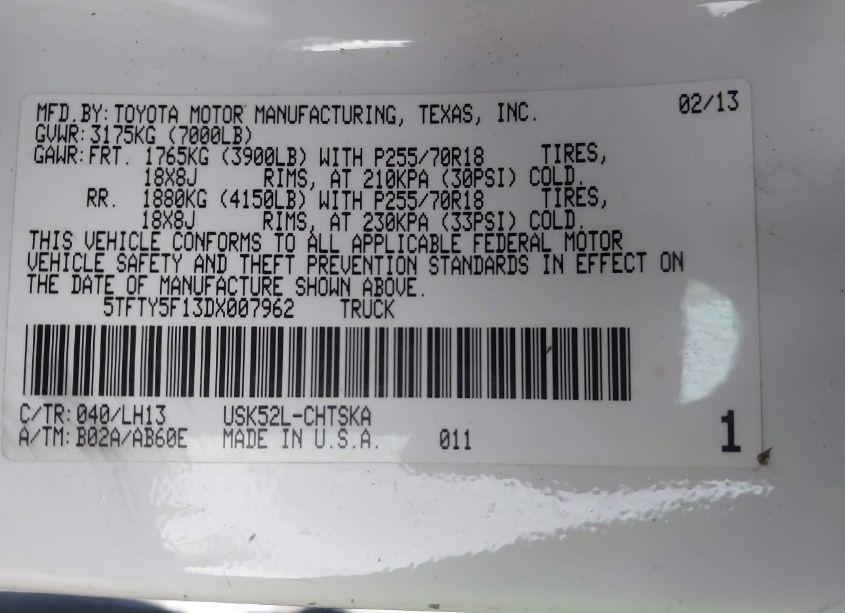 MFD.BY:TOYOTA MOTOR MANUFACTURING, TEXAS, INC. 02/13
GVWR:3175KG (7000LB)
GAWR:FRT. 1765KG (3900LB) WITH P255/70R18 TIRES,
18X8J RIMS, AT 210KPA (30PSI) COLD.
RR. 1880KG (4150LB) WITH P255/70R18 TIRES,
18X8J RIMS, AT 230KPA (33PSI) COLD.
THIS VEHICLE CONFORMS TO ALL APPLICABLE FEDERAL MOTOR
VEHICLE SAFETY AND THEFT PREVENTION STANDARDS IN EFFECT ON
THE DATE OF MANUFACTURE SHOWN ABOVE.
5TFTY5F13DX007962 TRUCK
C/TR:040/LH13 USK52L-CHTSKA
A/TM:B02A/AB60E MADE IN U.S.A. 011 1